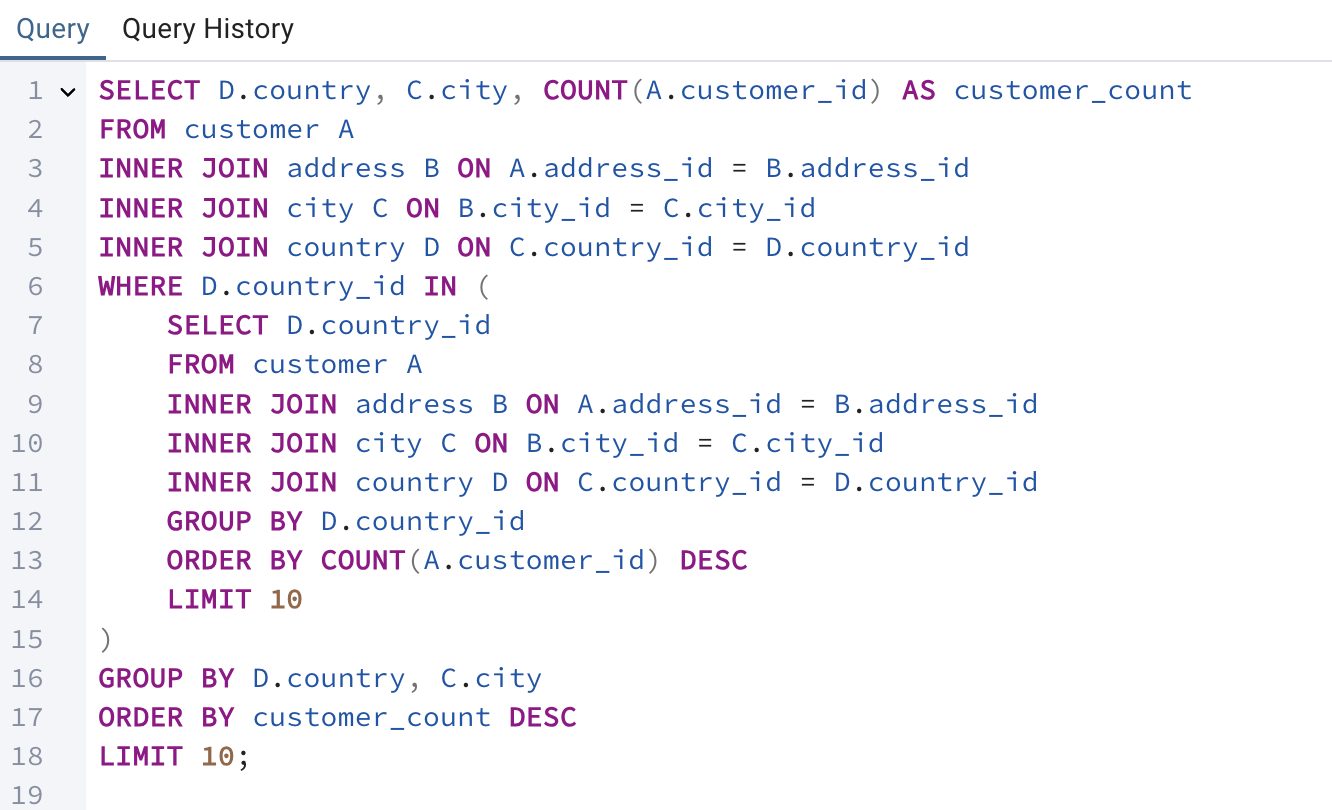 Query Query History
1 SELECT D.country, C.city, COUNT(A.customer_id) AS customer_count
2 FROM customer A
3 INNER JOIN address B ON A.address_id = B.address_id
4 INNER JOIN city C ON B.city_id = C.city_id
5 INNER JOIN country D ON C.country_id = D.country_id
6 WHERE D.country_id IN (
7     SELECT D.country_id
8     FROM customer A
9     INNER JOIN address B ON A.address_id = B.address_id
10     INNER JOIN city C ON B.city_id = C.city_id
11     INNER JOIN country D ON C.country_id = D.country_id
12     GROUP BY D.country_id
13     ORDER BY COUNT(A.customer_id) DESC
14     LIMIT 10
15 )
16 GROUP BY D.country, C.city
17 ORDER BY customer_count DESC
18 LIMIT 10;
19